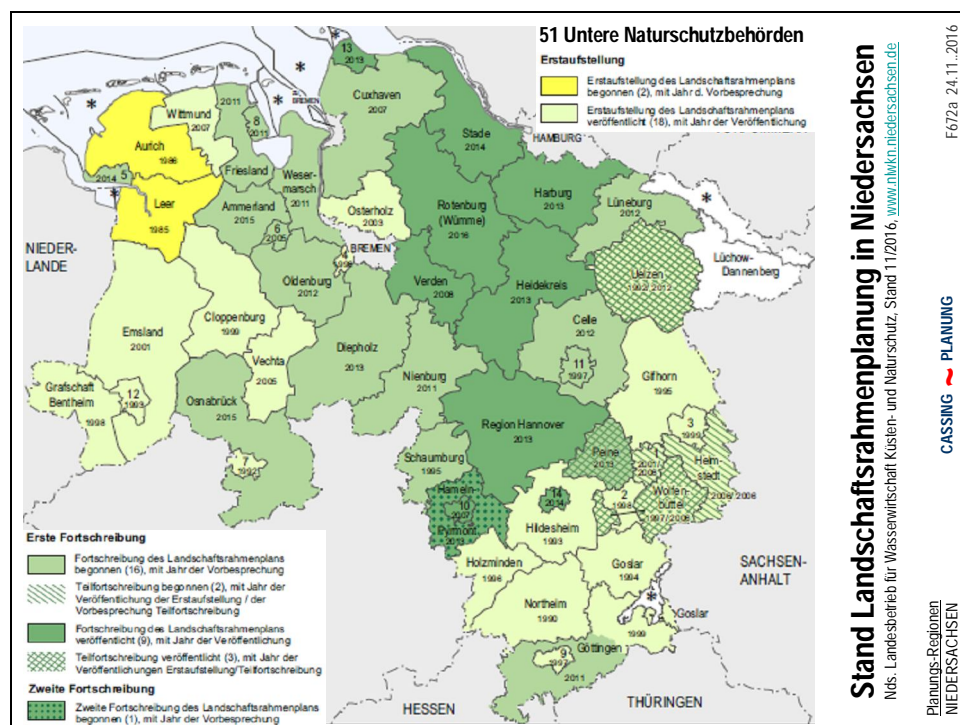 51 Untere Naturschutzbehörden
Erstaufstellung
Erstaufstellung des Landschaftsrahmenplans
begonnen (2), mit Jahr d. Vorbesprechung
Erstaufstellung des Landschaftsrahmenplans
veröffentlicht (18), mit Jahr der Veröffentlichung
13
2013
Cuxhaven
2007
BREMEN
Wittmund
2007
2011
8
2011
Aurich
1986
2014
5
Friesland
Weser-
marsch
2011
Stade
2014
HAMBURG
Leer
1985
Ammerland
2015
6
2005
Osterholz
2003
Rotenburg
(Wümme)
2016
Harburg
2013
Lüneburg
2012
NIEDER-
LANDE
BREMEN
4
Oldenburg
2012
Verden
2008
Heidekreis
2013
Uelzen
1992/2012
Lüchow-
Dannenberg
Emsland
2001
Cloppenburg
1999
Vechta
2005
Diepholz
2013
Nienburg
2011
Celle
2012
11
1997
Gifhorn
1995
Grafschaft
Bentheim
1998
12
1993
Osnabrück
2015
7
1992
Region Hannover
2013
3
1999
Schaumburg
1995
Peine
2013
1
Helm-
stedt
2
1998
Wolfen-
büttel
1997/2006
Hameln
10
2007
Pyrmont
2013
14
2014
Hildesheim
1993
Holzminden
1996
Goslar
1994
Goslar
1999
Northeim
1990
Göttingen
9
1997
2011
SACHSEN-
ANHALT
HESSEN
THÜRINGEN
Erste Fortschreibung
Fortschreibung des Landschaftsrahmenplans
begonnen (16), mit Jahr der Vorbesprechung
Teilfortschreibung begonnen (2), mit Jahr der
Veröffentlichung der Erstaufstellung / der
Vorbesprechung Teilfortschreibung
Fortschreibung des Landschaftsrahmenplans
veröffentlicht (9), mit Jahr der Veröffentlichung
Teilfortschreibung veröffentlicht (3), mit Jahr der
Veröffentlichungen Erstaufstellung/Teilfortschreibung
Zweite Fortschreibung
Zweite Fortschreibung des Landschaftsrahmenplans
begonnen (1), mit Jahr der Vorbesprechung
Stand Landschaftsrahmenplanung in Niedersachsen
Nds. Landesbetrieb für Wasserwirtschaft Küsten- und Naturschutz, Stand 11/2016, www.nlwkn.niedersachsen.de
Planungs-Regionen
NIEDERSACHSEN
CASSING ~ PLANUNG
F672a 24.11..2016